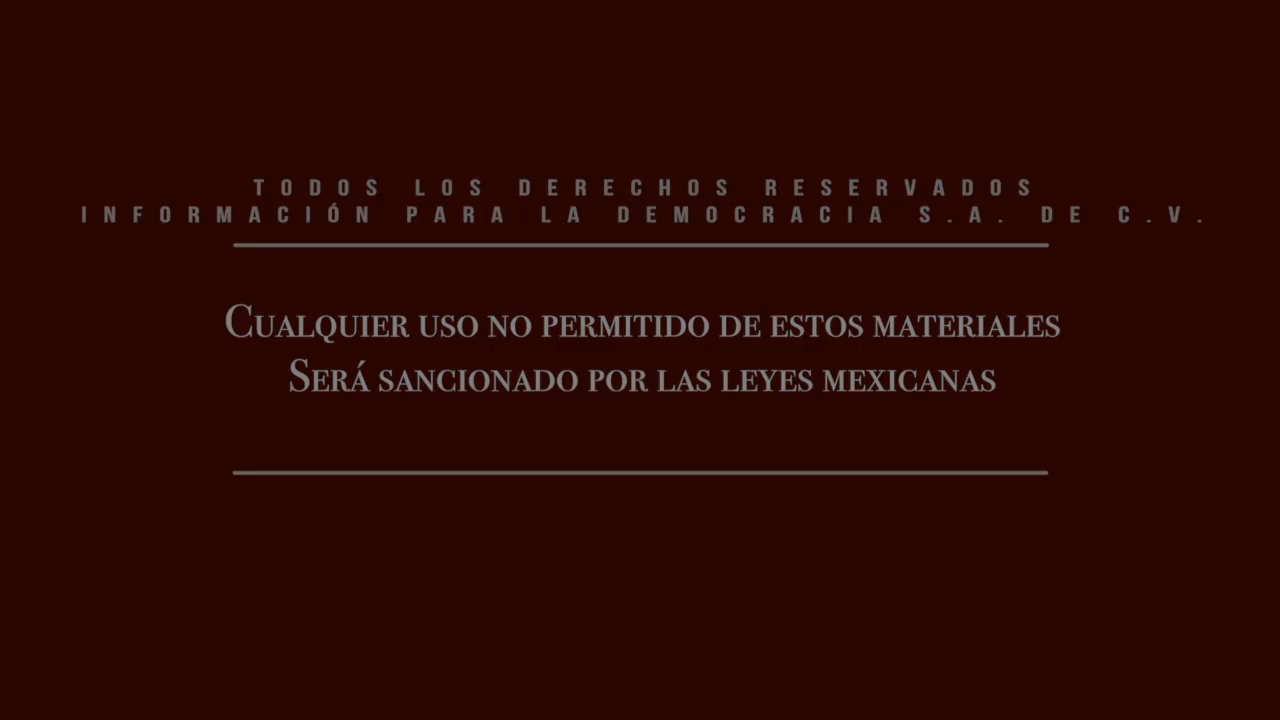 TODOS LOS DERECHOS RESERVADOS
INFORMACIÓN PARA LA DEMOCRACIA S.A. DE C.V.
CUALQUIER USO NO PERMITIDO DE ESTOS MATERIALES
SERÁ SANCIONADO POR LAS LEYES MEXICANAS